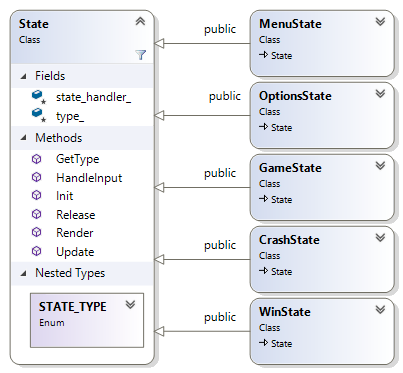 State
Class
Fields
state_handler_
type_
Methods
GetType
HandleInput
Init
Release
Render
Update
Nested Types
STATE_TYPE
Enum
public
MenuState
Class
State
public
OptionsState
Class
State
public
GameState
Class
State
public
CrashState
Class
State
public
WinState
Class
State